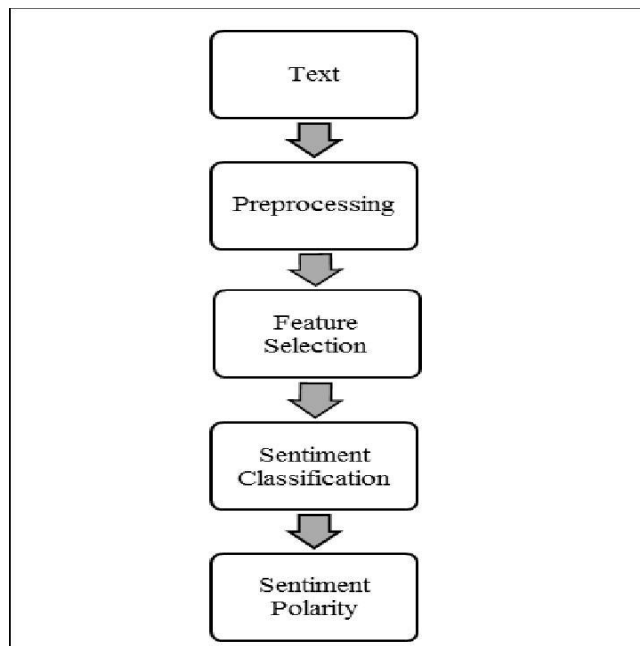 Text
Preprocessing
Feature
Selection
Sentiment
Classification
Sentiment
Polarity